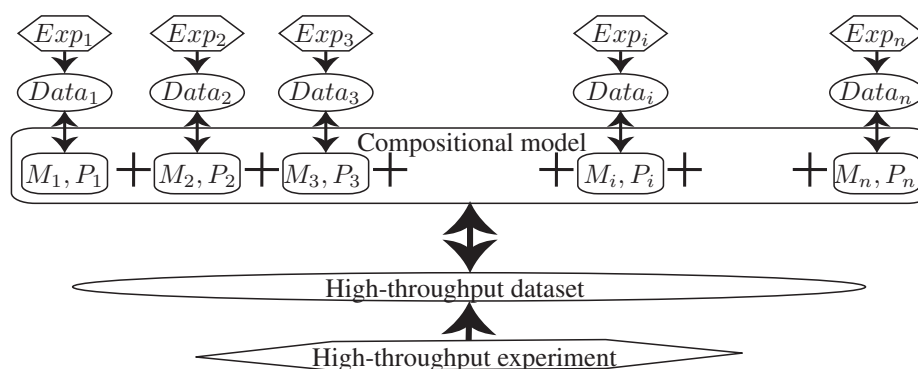 Exp₁ Exp₂ Exp₃ Expᵢ Expₙ
Data₁ Data₂ Data₃ Dataᵢ Dataₙ
Compositional model
M₁, P₁ + M₂, P₂ + M₃, P₃ + + Mᵢ, Pᵢ + + Mₙ, Pₙ
High-throughput dataset
High-throughput experiment